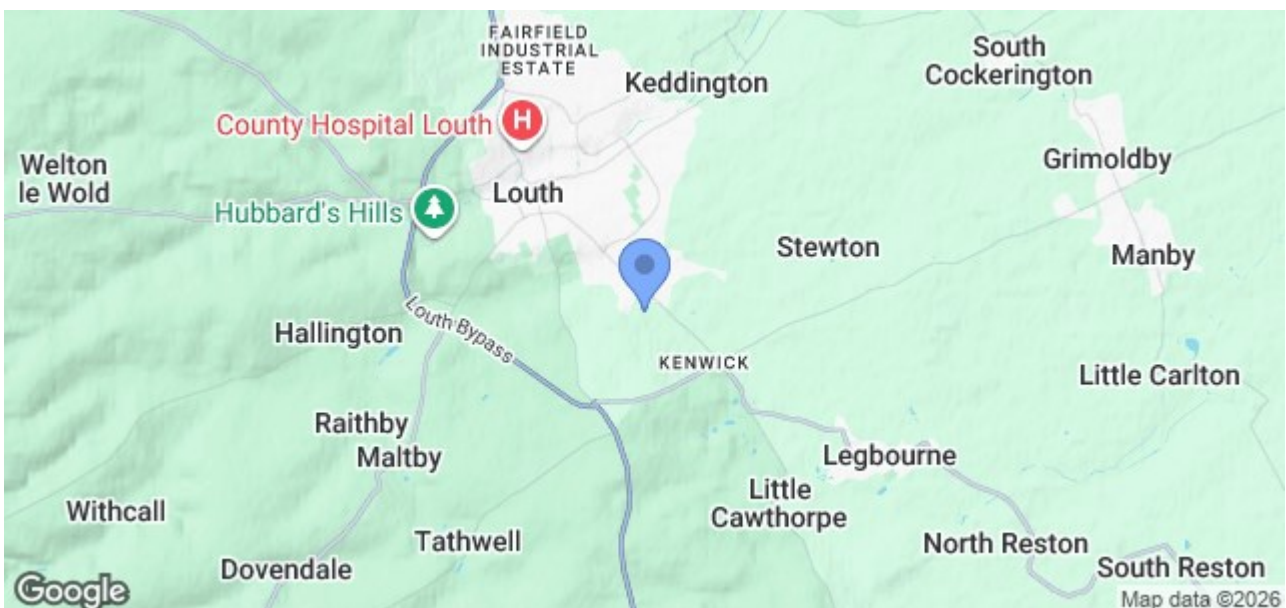 FAIRFIELD
INDUSTRIAL
ESTATE
South
Cockerington
Keddington
County Hospital Louth
H
Grimoldby
Welton
le Wold
Louth
Hubbard's Hills
Stewton
Manby
Louth Bypass
Hallington
KENWICK
Little Carlton
Raithby
Maltby
Legbourne
Little
Cawthorpe
Withcall
Tathwell
North Reston
Dovendale
South Reston
Google
Map data ©2026